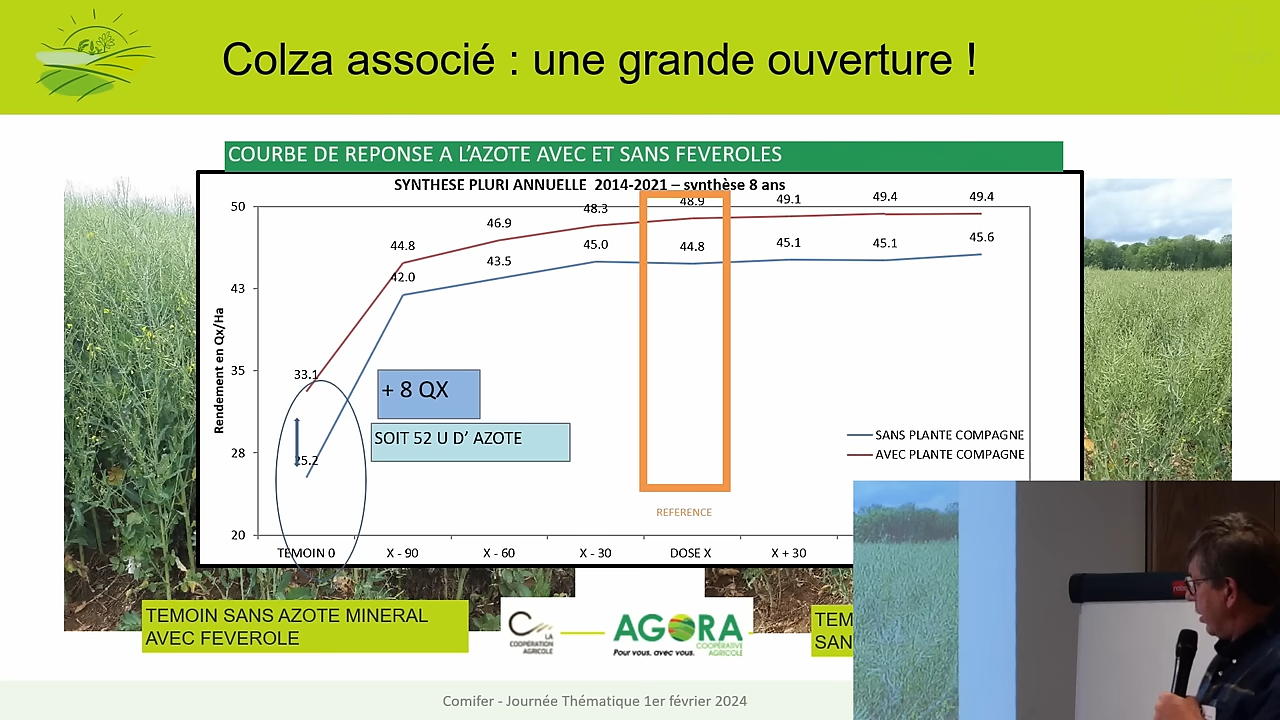 Colza associé : une grande ouverture !
COURBE DE REPONSE A L'AZOTE AVEC ET SANS FEVEROLES
SYNTHESE PLURI ANNUELLE 2014-2021 – synthèse 8 ans
50
43
35
28
20
Rendement en Qx/Ha
33.1
44.8
46.9
48.3
48.9
49.1
49.4
49.4
25.2
42.0
43.5
45.0
44.8
45.1
45.1
45.6
+ 8 QX
SOIT 52 U D' AZOTE
SANS PLANTE COMPAGNE
AVEC PLANTE COMPAGNE
REFERENCE
TEMOIN 0
X - 90
X - 60
X - 30
DOSE X
X + 30
TEMOIN SANS AZOTE MINERAL
AVEC FEVEROLE
LA
COOPÉRATION
AGRICOLE
AGORA
COOPÉRATIVE
AGRICOLE
Pour vous, avec vous.
TEM
SAN
Comifer - Journée Thématique 1er février 2024